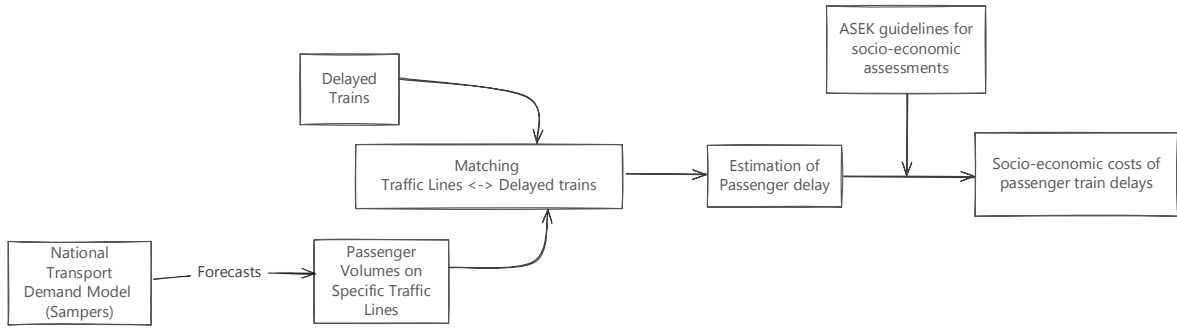 ASEK guidelines for
socio-economic
assessments
Delayed
Trains
Matching
Traffic Lines <-> Delayed trains
Estimation of
Passenger delay
Socio-economic costs of
passenger train delays
National
Transport
Demand Model
(Sampers)
Forecasts
Passenger
Volumes on
Specific Traffic
Lines